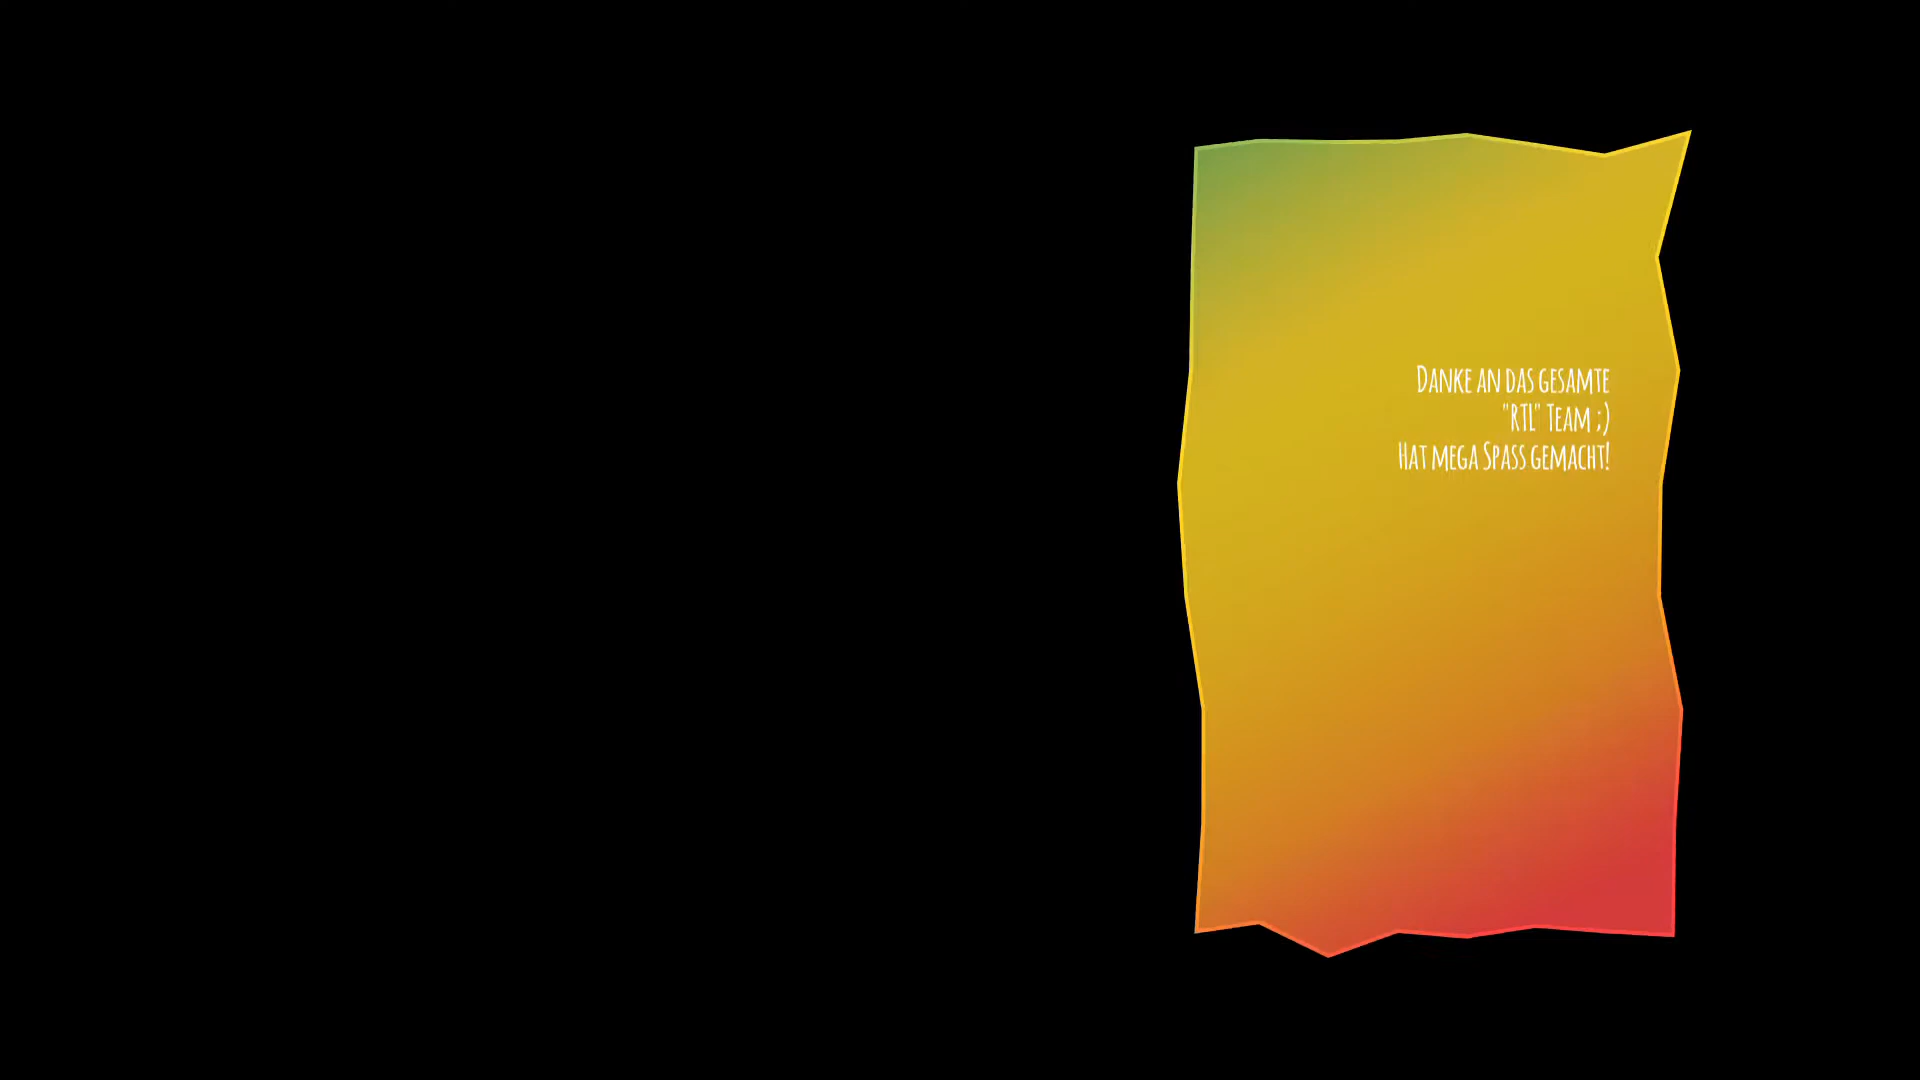 Danke an das gesamte
"RTL" Team ;)
Hat mega Spass gemacht!